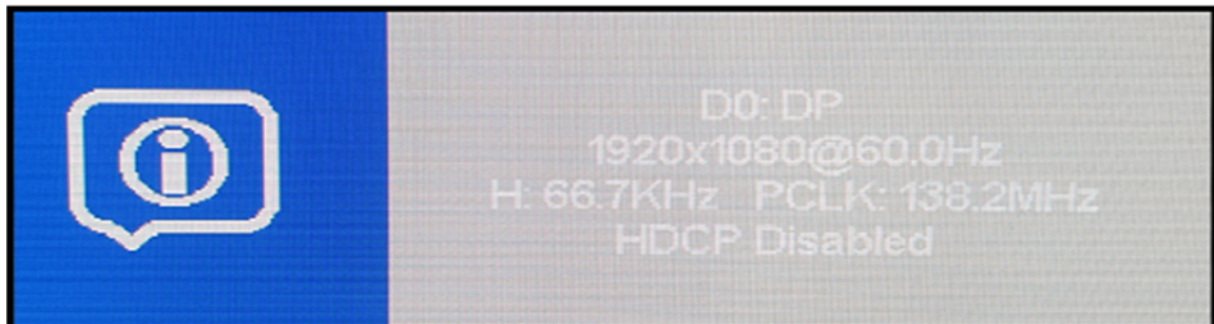 D0: DP
1920x1080@60.0Hz
H: 66.7KHz PCLK: 138.2MHz
HDCP Disabled